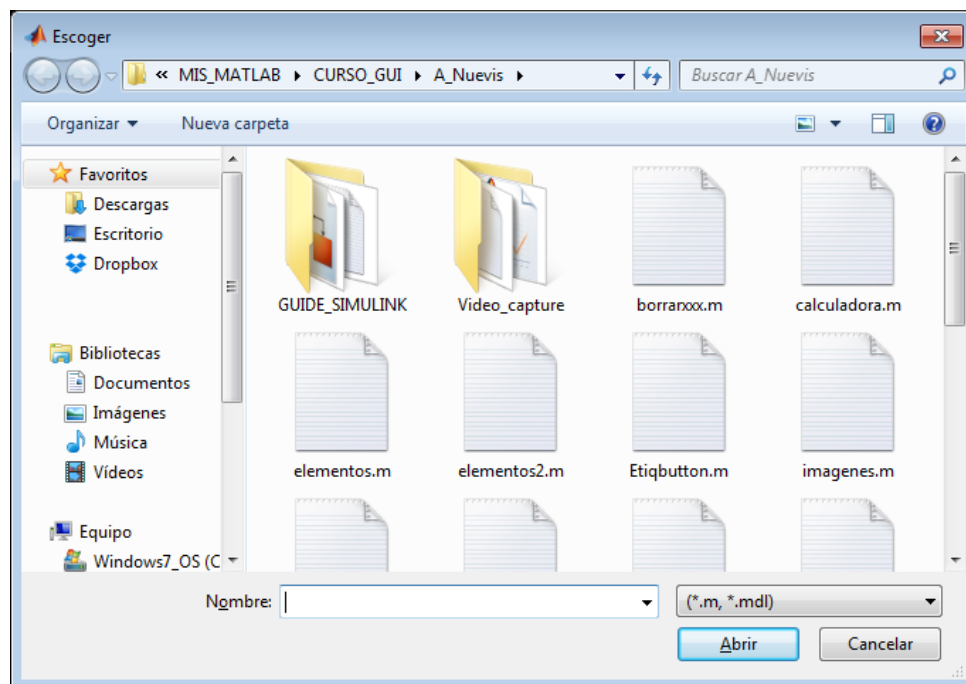 Escoger
« MIS_MATLAB ▸ CURSO_GUI ▸ A_Nuevis ▸
Buscar A_Nuevis
Organizar
Nueva carpeta
Favoritos
Descargas
Escritorio
Dropbox
Bibliotecas
Documentos
Imágenes
Música
Vídeos
Equipo
Windows7_OS (C
GUIDE_SIMULINK
Video_capture
borrarxxx.m
calculadora.m
elementos.m
elementos2.m
Etiqbutton.m
imagenes.m
Nombre:
(*.m, *.mdl)
Abrir
Cancelar